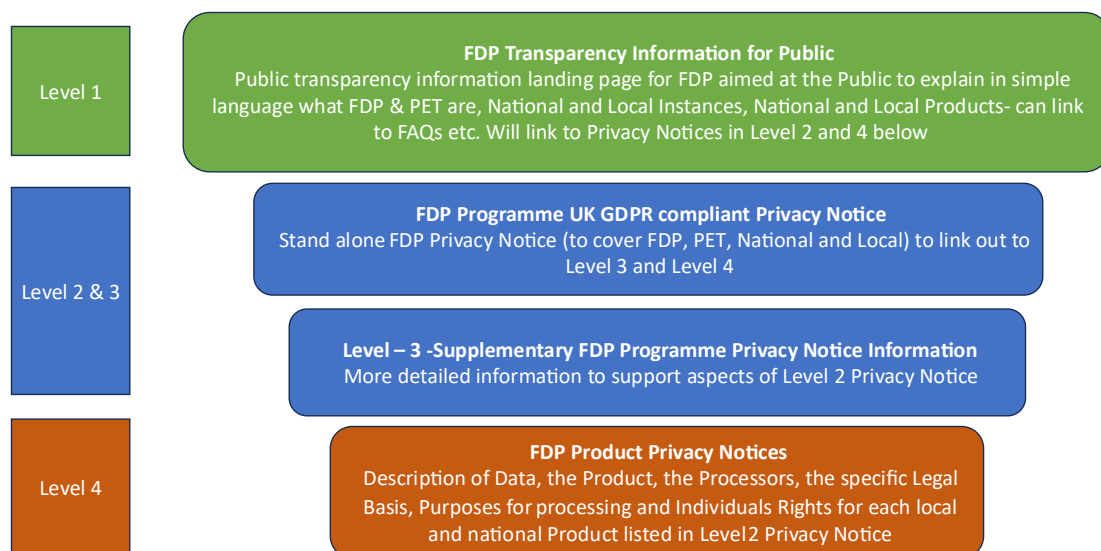 Level 1
FDP Transparency Information for Public
Public transparency information landing page for FDP aimed at the Public to explain in simple
language what FDP & PET are, National and Local Instances, National and Local Products- can link
to FAQs etc. Will link to Privacy Notices in Level 2 and 4 below
Level 2 & 3
FDP Programme UK GDPR compliant Privacy Notice
Stand alone FDP Privacy Notice (to cover FDP, PET, National and Local) to link out to
Level 3 and Level 4
Level – 3 -Supplementary FDP Programme Privacy Notice Information
More detailed information to support aspects of Level 2 Privacy Notice
Level 4
FDP Product Privacy Notices
Description of Data, the Product, the Processors, the specific Legal
Basis, Purposes for processing and Individuals Rights for each local
and national Product listed in Level 2 Privacy Notice